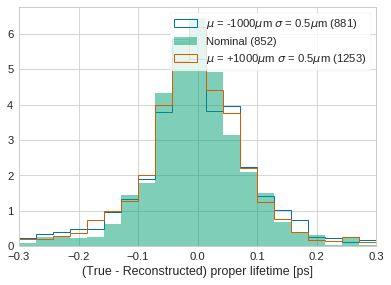 μ = -1000μm σ = 0.5μm (881)
Nominal (852)
μ = +1000μm σ = 0.5μm (1253)
6
5
4
3
2
1
0
−0.3 −0.2 −0.1 0.0 0.1 0.2 0.3
(True - Reconstructed) proper lifetime [ps]